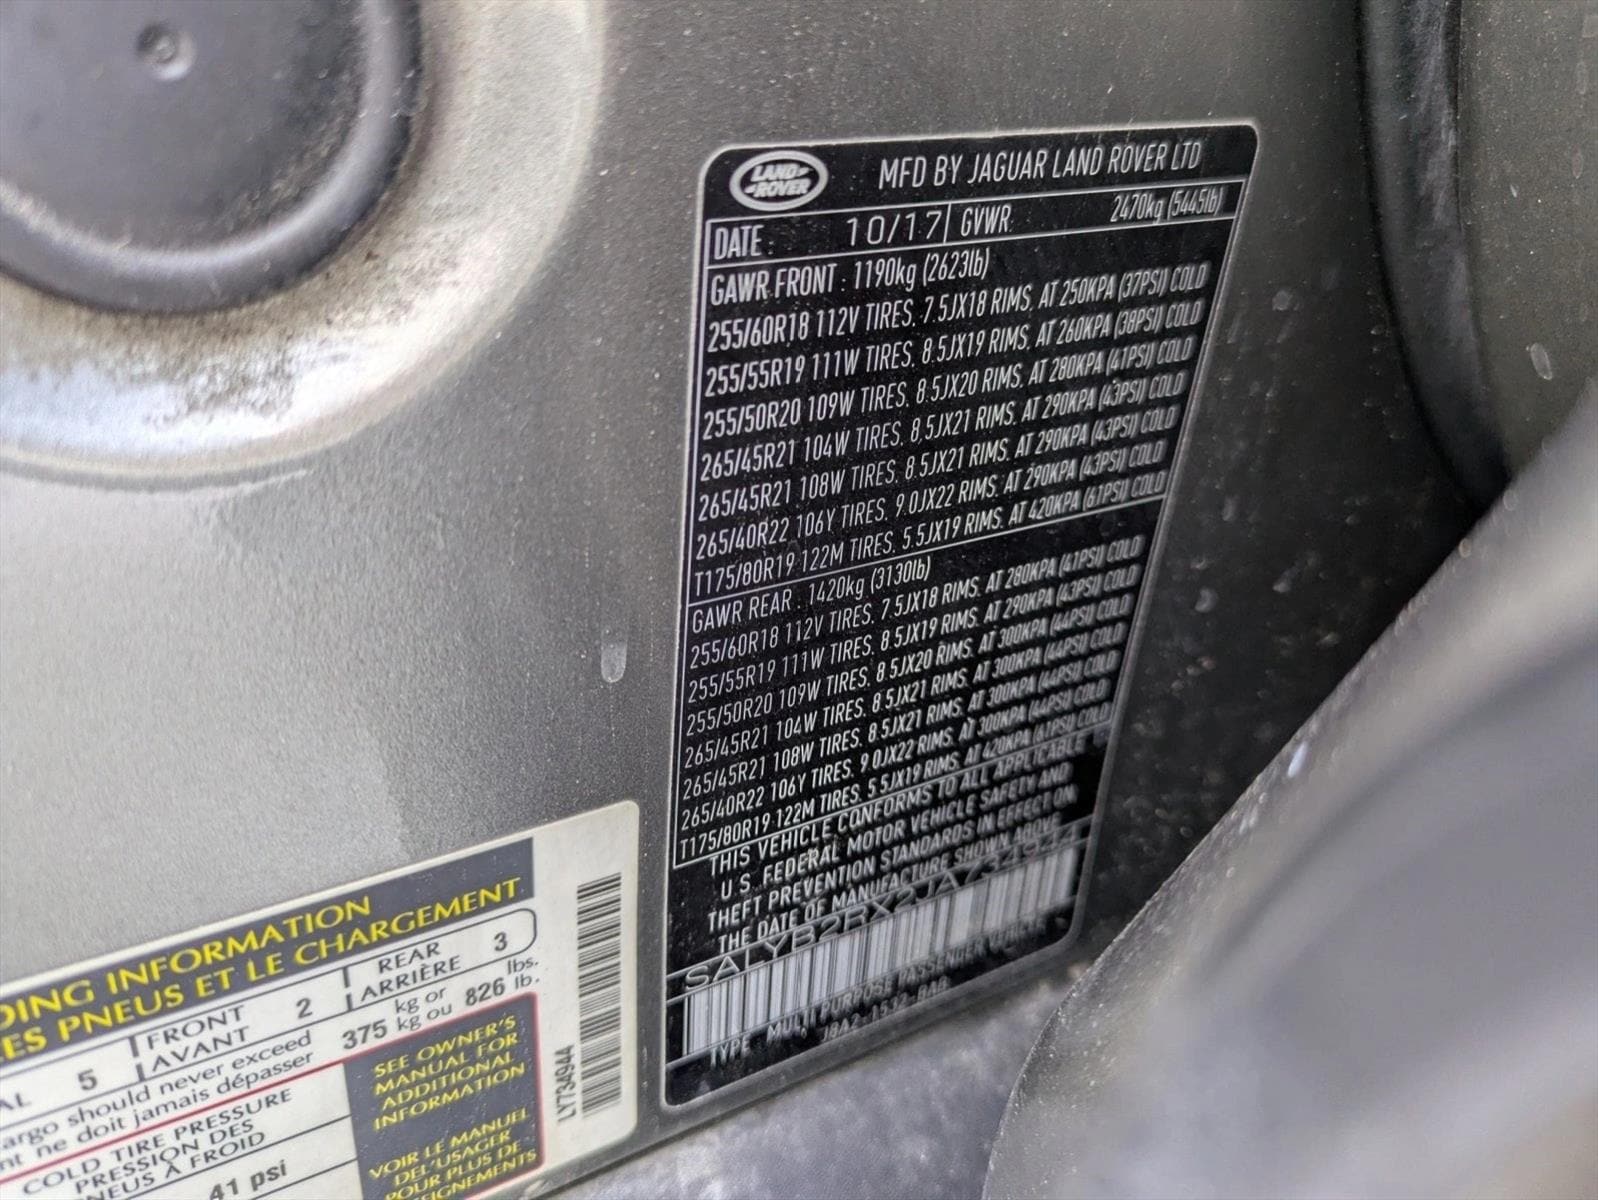 LAND ROVER
MFD BY JAGUAR LAND ROVER LTD
DATE : 10/17 GVWR: 2470kg (5445lb)
GAWR FRONT : 1190kg (2623lb)
255/60R18 112V TIRES. 7.5JX18 RIMS. AT 250KPA (37PSI) COLD
255/55R19 111W TIRES. 8.5JX19 RIMS. AT 260KPA (38PSI) COLD
255/50R20 109W TIRES. 8.5JX20 RIMS. AT 280KPA (41PSI) COLD
265/45R21 104W TIRES. 8.5JX21 RIMS. AT 290KPA (43PSI) COLD
265/45R21 108W TIRES. 8.5JX21 RIMS. AT 290KPA (43PSI) COLD
265/40R22 106Y TIRES. 9.0JX22 RIMS. AT 290KPA (43PSI) COLD
T175/80R19 122M TIRES. 5.5JX19 RIMS. AT 420KPA (61PSI) COLD
GAWR REAR : 1420kg (3130lb)
255/60R18 112V TIRES. 7.5JX18 RIMS. AT 280KPA (41PSI) COLD
255/55R19 111W TIRES. 8.5JX19 RIMS. AT 290KPA (43PSI) COLD
255/50R20 109W TIRES. 8.5JX20 RIMS. AT 300KPA (44PSI) COLD
265/45R21 104W TIRES. 8.5JX21 RIMS. AT 300KPA (44PSI) COLD
265/45R21 108W TIRES. 8.5JX21 RIMS. AT 300KPA (44PSI) COLD
265/40R22 106Y TIRES. 9.0JX22 RIMS. AT 300KPA (44PSI) COLD
T175/80R19 122M TIRES. 5.5JX19 RIMS. AT 420KPA (61PSI) COLD
THIS VEHICLE CONFORMS TO ALL APPLICABLE
U.S. FEDERAL MOTOR VEHICLE SAFETY AND
THEFT PREVENTION STANDARDS IN EFFECT ON
THE DATE OF MANUFACTURE SHOWN ABOVE
SALYB2RX2JA734944
TYPE : MULTI PURPOSE PASSENGER VEHICLE
J8A2-1532-BAB
DING INFORMATION
ES PNEUS ET LE CHARGEMENT
AL 5 FRONT AVANT 2 REAR ARRIÈRE 3
argo should never exceed 375 kg or 826 lbs.
nt ne doit jamais dépasser kg ou lb.
COLD TIRE PRESSURE
PRESSION DES
NEUS À FROID
41 psi
SEE OWNER'S
MANUAL FOR
ADDITIONAL
INFORMATION
VOIR LE MANUEL
DE L'USAGER
POUR PLUS DE
SEIGNEMENTS
LY734944